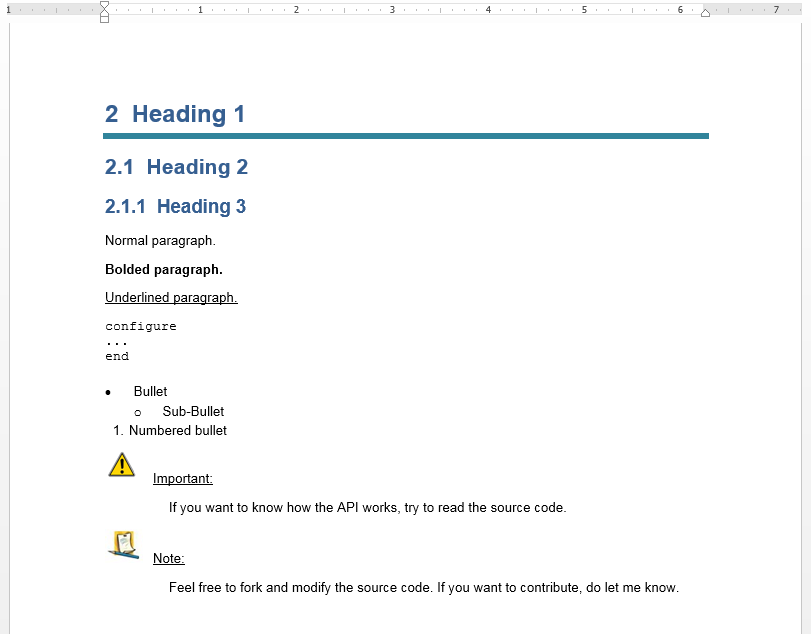 1 1 2 3 4 5 6 7
2 Heading 1
2.1 Heading 2
2.1.1 Heading 3
Normal paragraph.
Bolded paragraph.
Underlined paragraph.
configure
...
end
• Bullet
o Sub-Bullet
1. Numbered bullet
Important:
If you want to know how the API works, try to read the source code.
Note:
Feel free to fork and modify the source code. If you want to contribute, do let me know.